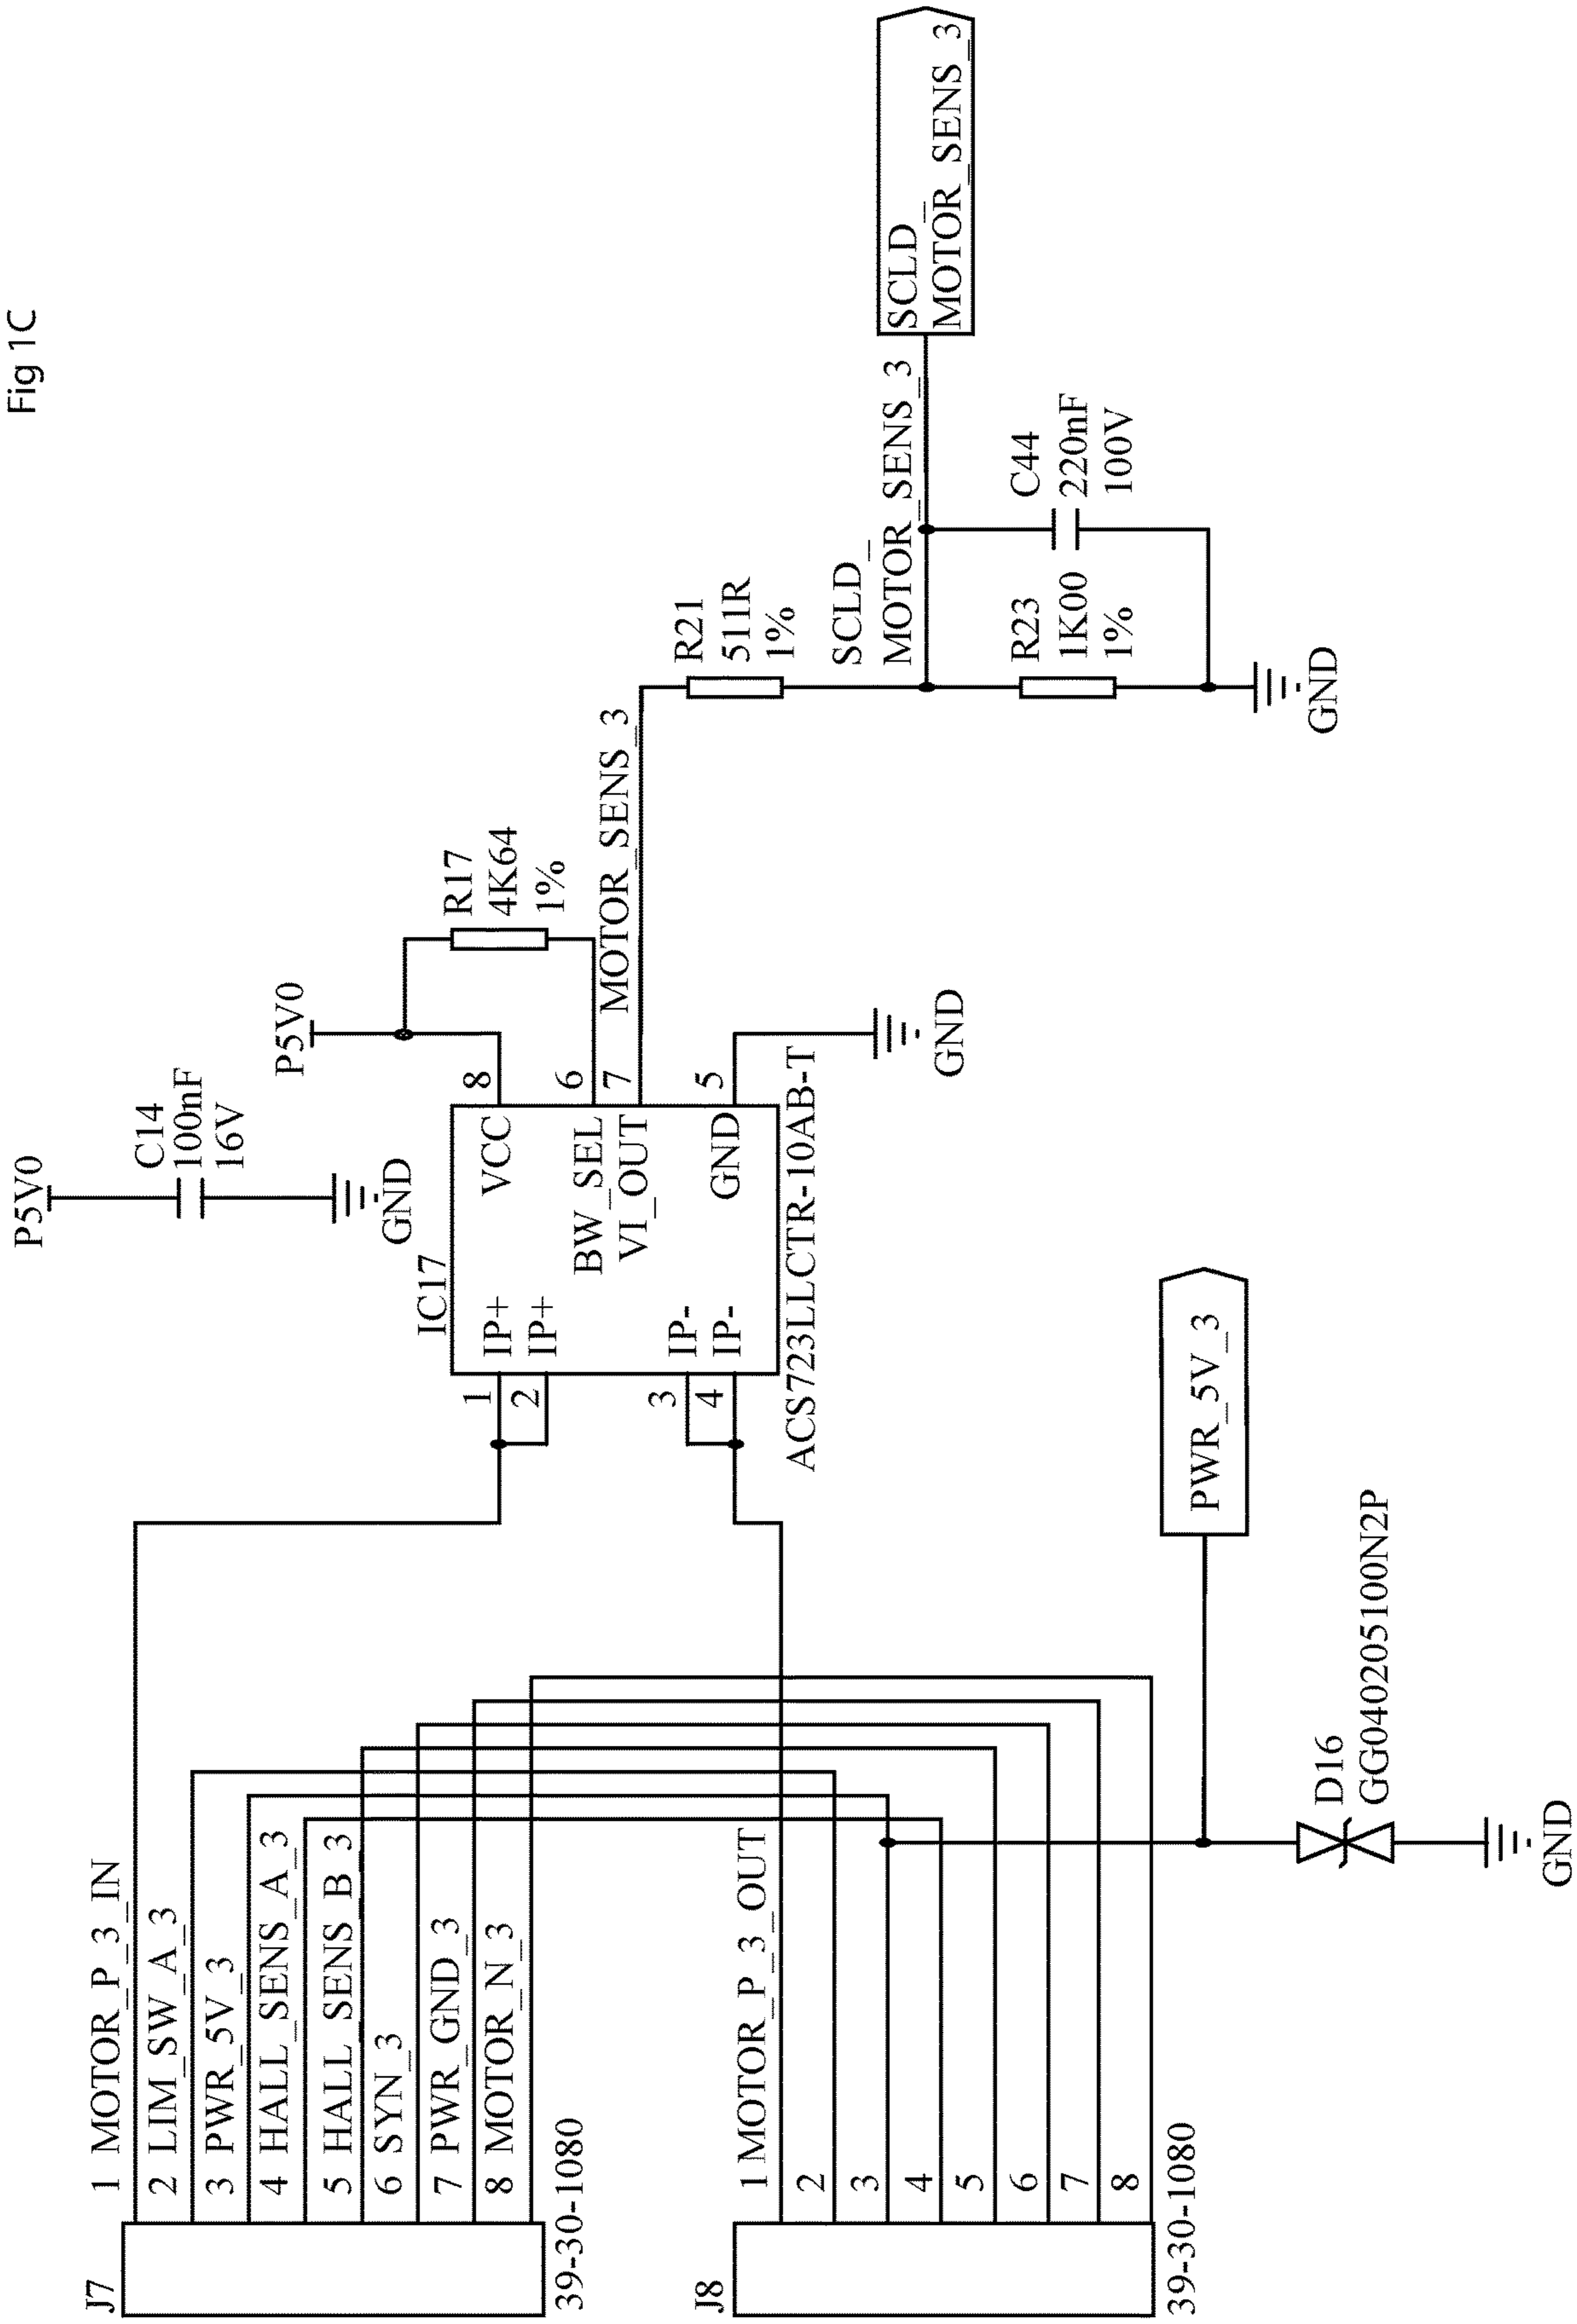 Fig 1C
P5V0
C14
100nF
16V
GND
P5V0
R17
4K64
1%
IC17
IP+
IP+
IP-
IP-
VCC
BW_SEL
VI_OUT
GND
1
2
3
4
8
6
7
5
ACS723LLCTR-10AB-T
GND
MOTOR_SENS_3
R21
511R
1%
SCLD_
MOTOR_SENS_3
SCLD_
MOTOR_SENS_3
R23
1K00
1%
C44
220nF
100V
GND
J7
1 MOTOR_P_3_IN
2 LIM_SW_A_3
3 PWR_5V_3
4 HALL_SENS_A_3
5 HALL_SENS_B_3
6 SYN_3
7 PWR_GND_3
8 MOTOR_N_3
39-30-1080
J8
1 MOTOR_P_3_OUT
2
3
4
5
6
7
8
39-30-1080
PWR_5V_3
D16
GG040205100N2P
GND